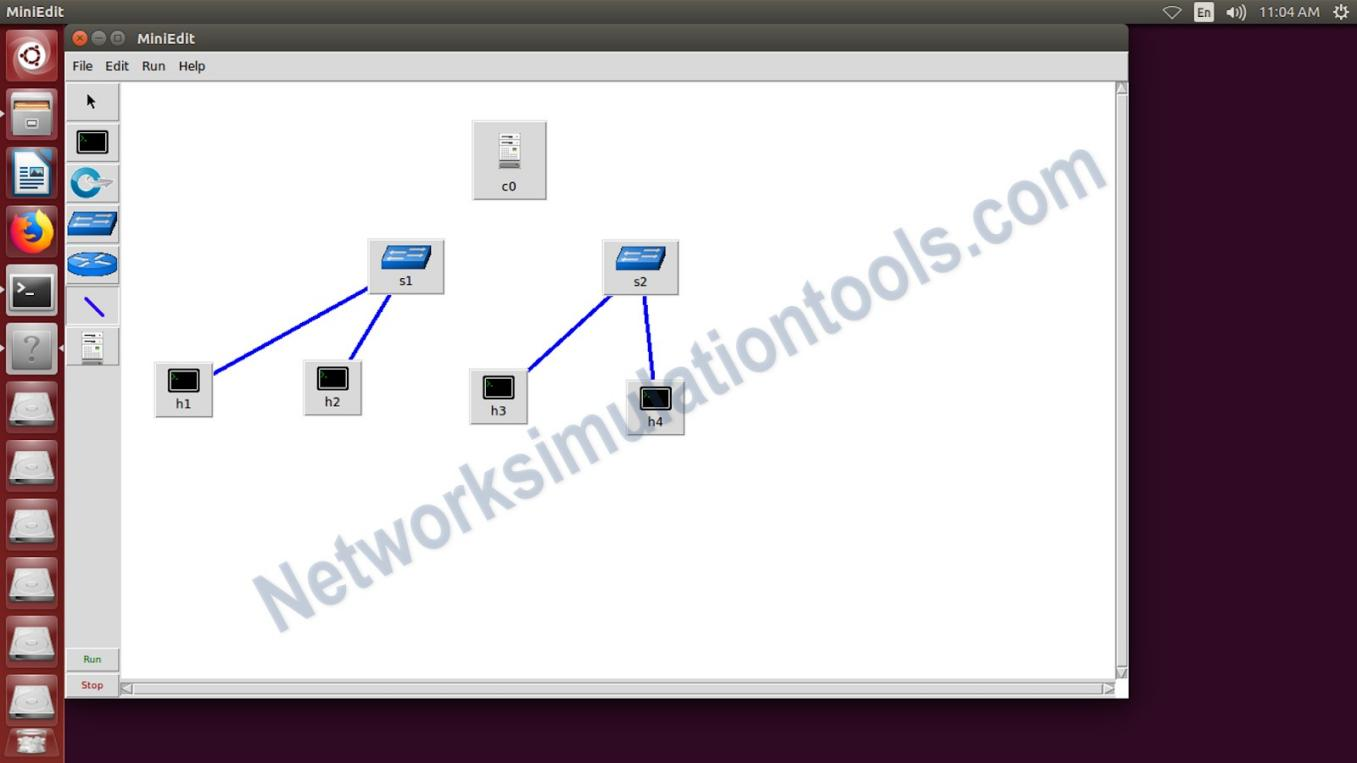 MiniEdit
En
11:04 AM
MiniEdit
File Edit Run Help
c0
s1
s2
h1
h2
h3
h4
Networksimulationtools.com
Run
Stop